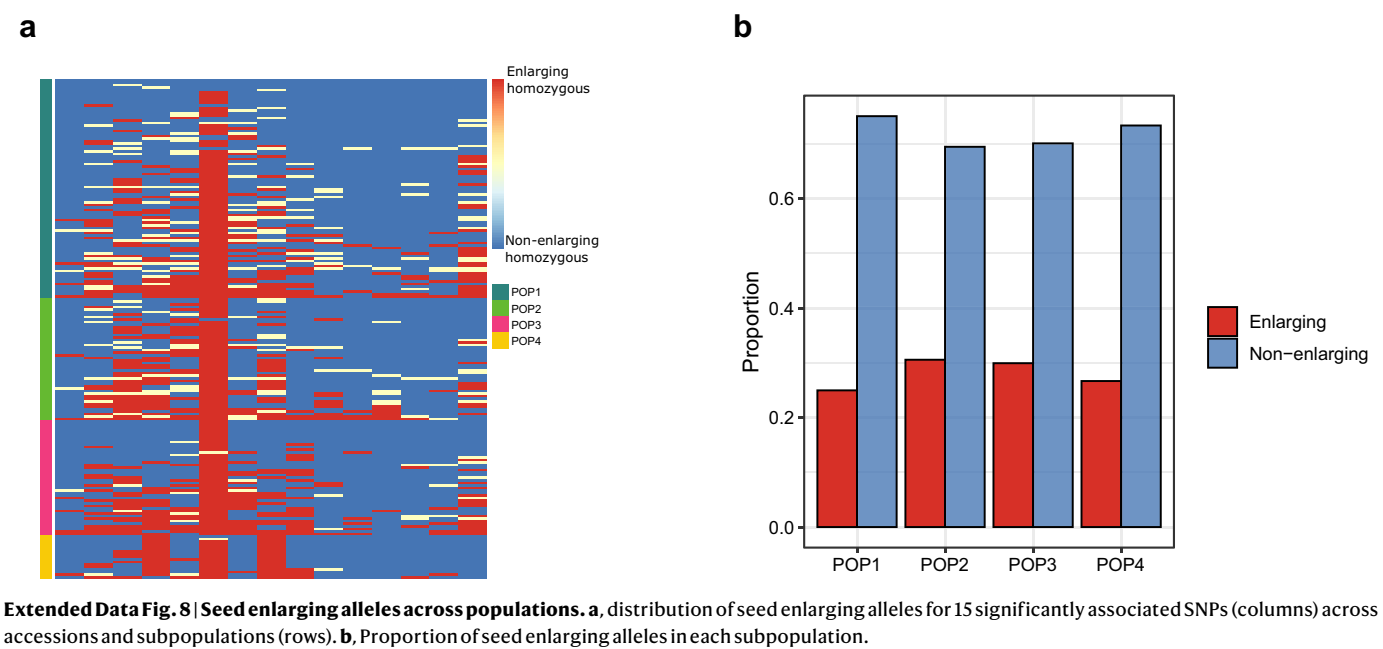 a
Enlarging
homozygous
Non-enlarging
homozygous
POP1
POP2
POP3
POP4
b
Proportion
0.6
0.4
0.2
0.0
POP1 POP2 POP3 POP4
Enlarging
Non−enlarging
Extended Data Fig. 8 | Seed enlarging alleles across populations. a, distribution of seed enlarging alleles for 15 significantly associated SNPs (columns) across
accessions and subpopulations (rows). b, Proportion of seed enlarging alleles in each subpopulation.